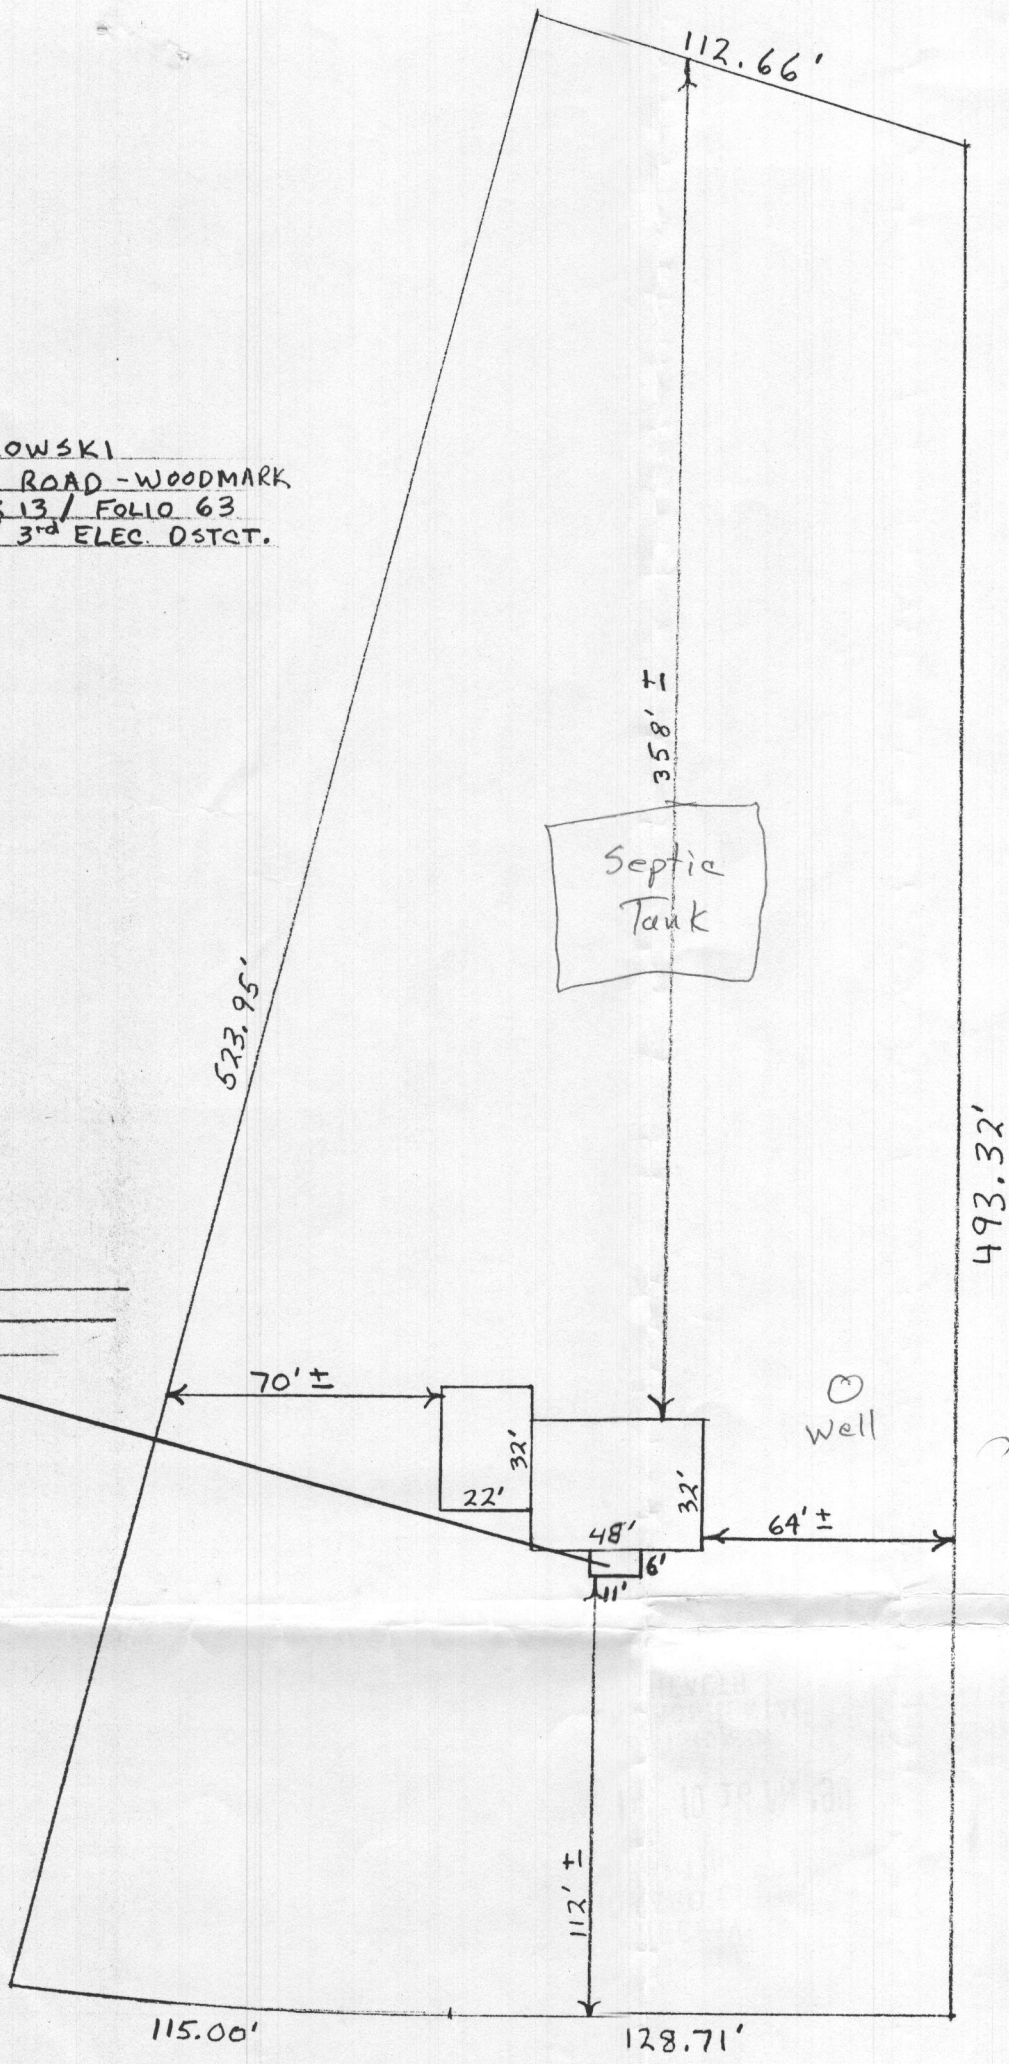 112.66'
OWSKI
ROAD - WOODMARK
13 / FOLIO 63
3rd ELEC. DSTCT.
358' ±
Septic
Tank
523.95'
493.32'
70' ±
Well
32'
22'
32'
48'
64' ±
6'
11'
112' ±
115.00'
128.71'